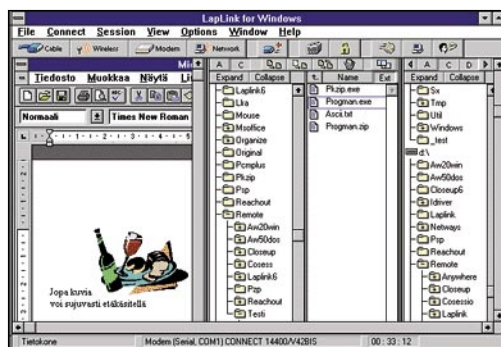 LapLink for Windows
File Connect Session View Options Window Help
Cable Wireless Modem Network
Mi
Tiedosto Muokkaa Näytä Li
Normaali Times New Roman
Jopa kuvia
voi sujuvasti etäkäsitellä
A C
Expand Collapse
Laplink6
Lka
Mouse
Msoffice
Organize
Original
Pcmplus
Pkzip
Psp
Reachout
Remote
Aw20win
Aw50dos
Closeup
Cosess
Laplink6
Pzp
Reachout
Testi
t. Name Ext
Pkzip.exe
Progman.exe
Ascii.txt
Progman.zip
A C D
Expand Collapse
Sx
Tmp
Util
Windows
_test
d:\
Aw20win
Aw50dos
Closeup6
Idriver
Laplink
Netways
Psp
Reachout
Remote
Anywhere
Closeup
Cosessio
Laplink
Tietokone Modem (Serial, COM1) CONNECT 14400/V42BIS 00 : 33 : 12